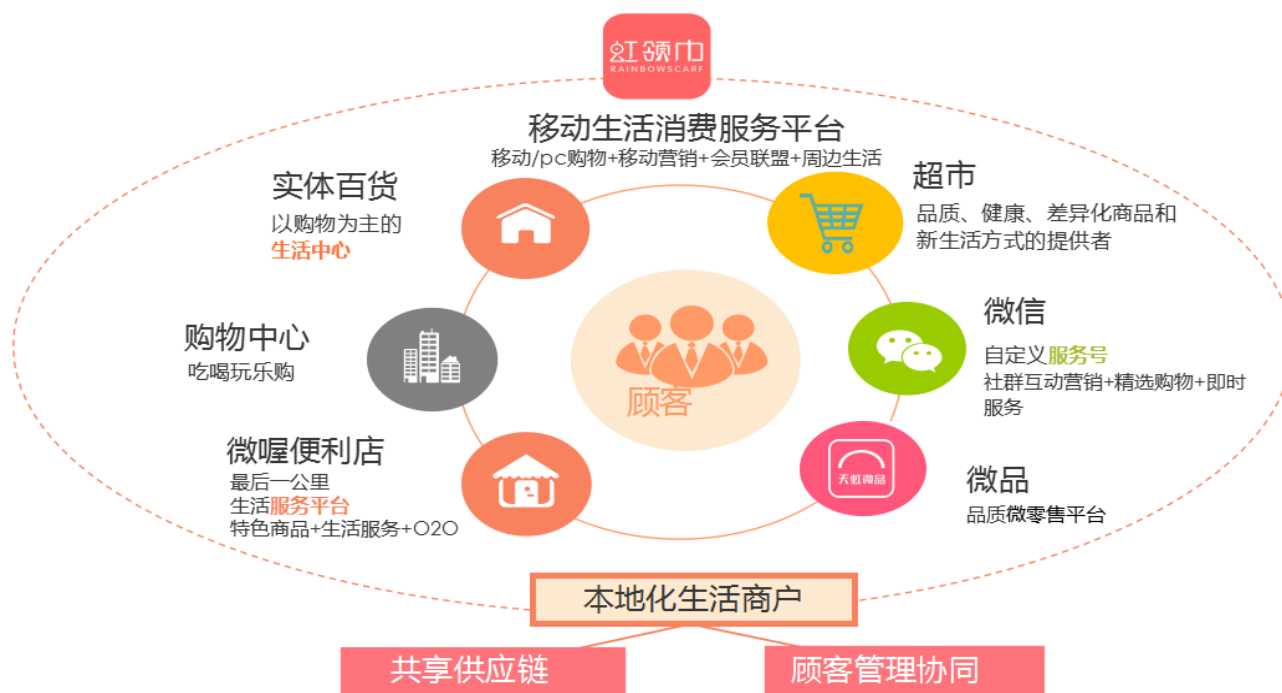 虹领巾
RAINBOWSCARF
移动生活消费服务平台
移动/pc购物+移动营销+会员联盟+周边生活
实体百货
以购物为主的
生活中心
超市
品质、健康、差异化商品和
新生活方式的提供者
购物中心
吃喝玩乐购
微信
自定义服务号
社群互动营销+精选购物+即时
服务
顾客
微喔便利店
最后一公里
生活服务平台
特色商品+生活服务+O2O
天虹微品
微品
品质微零售平台
本地化生活商户
共享供应链
顾客管理协同